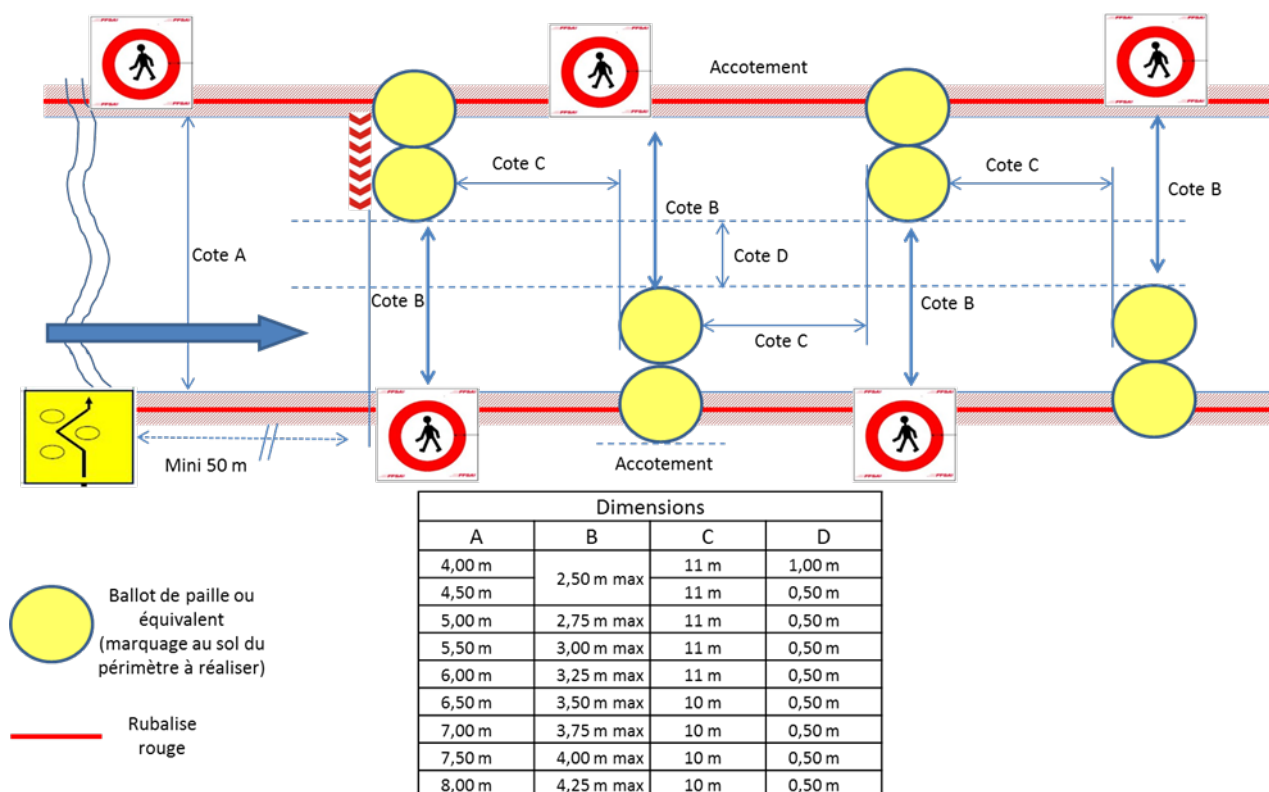 Accotement
Cote C
Cote C
Cote B
Cote B
Cote A
Cote D
Cote B
Cote B
Cote C
Mini 50 m
Accotement
Dimensions
A B C D
4,00 m 2,50 m max 11 m 1,00 m
4,50 m 11 m 0,50 m
5,00 m 2,75 m max 11 m 0,50 m
5,50 m 3,00 m max 11 m 0,50 m
6,00 m 3,25 m max 11 m 0,50 m
6,50 m 3,50 m max 10 m 0,50 m
7,00 m 3,75 m max 10 m 0,50 m
7,50 m 4,00 m max 10 m 0,50 m
8,00 m 4,25 m max 10 m 0,50 m
Ballot de paille ou
équivalent
(marquage au sol du
périmètre à réaliser)
Rubalise
rouge